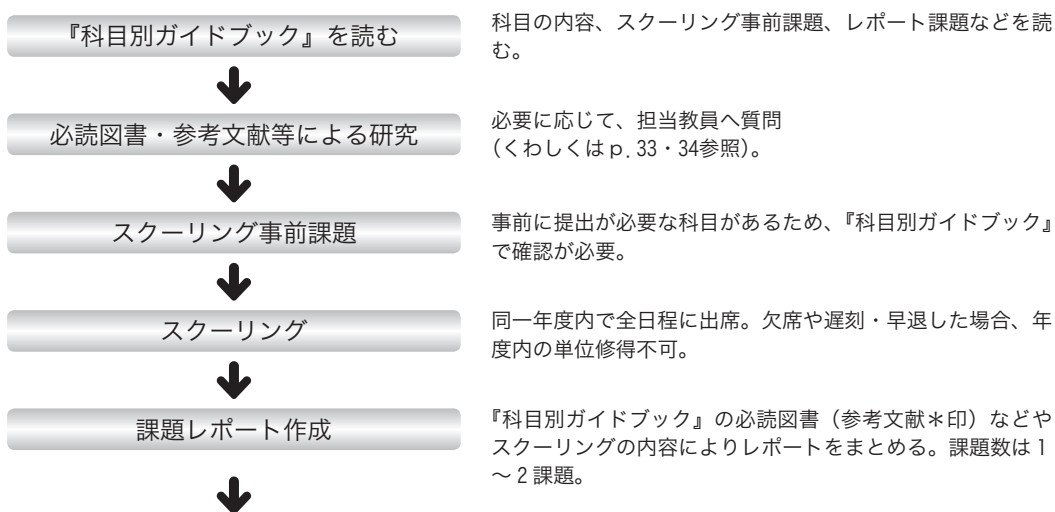 『科目別ガイドブック』を読む
科目の内容、スクーリング事前課題、レポート課題などを読
む。
必読図書・参考文献等による研究
必要に応じて、担当教員へ質問
(くわしくはp.33・34参照)。
スクーリング事前課題
事前に提出が必要な科目があるため、『科目別ガイドブック』
で確認が必要。
スクーリング
同一年度内で全日程に出席。欠席や遅刻・早退した場合、年
度内の単位修得不可。
課題レポート作成
『科目別ガイドブック』の必読図書（参考文献＊印）などや
スクーリングの内容によりレポートをまとめる。課題数は１
～２課題。